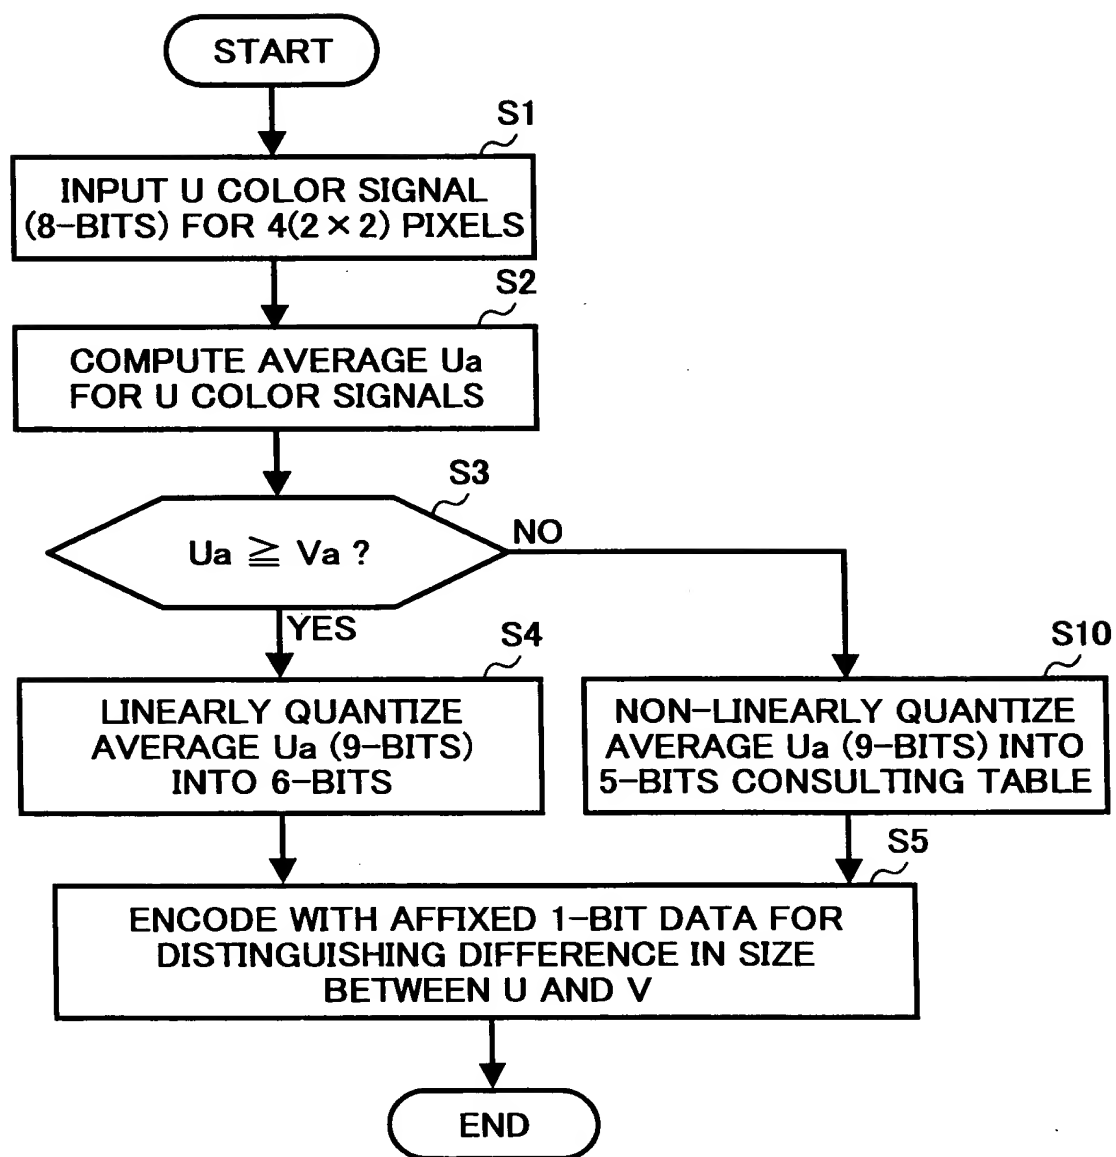 START
S1
INPUT U COLOR SIGNAL
(8-BITS) FOR 4(2 × 2) PIXELS
S2
COMPUTE AVERAGE Ua
FOR U COLOR SIGNALS
S3
Ua ≧ Va ?
NO
YES
S4
LINEARLY QUANTIZE
AVERAGE Ua (9-BITS)
INTO 6-BITS
S10
NON-LINEARLY QUANTIZE
AVERAGE Ua (9-BITS) INTO
5-BITS CONSULTING TABLE
S5
ENCODE WITH AFFIXED 1-BIT DATA FOR
DISTINGUISHING DIFFERENCE IN SIZE
BETWEEN U AND V
END